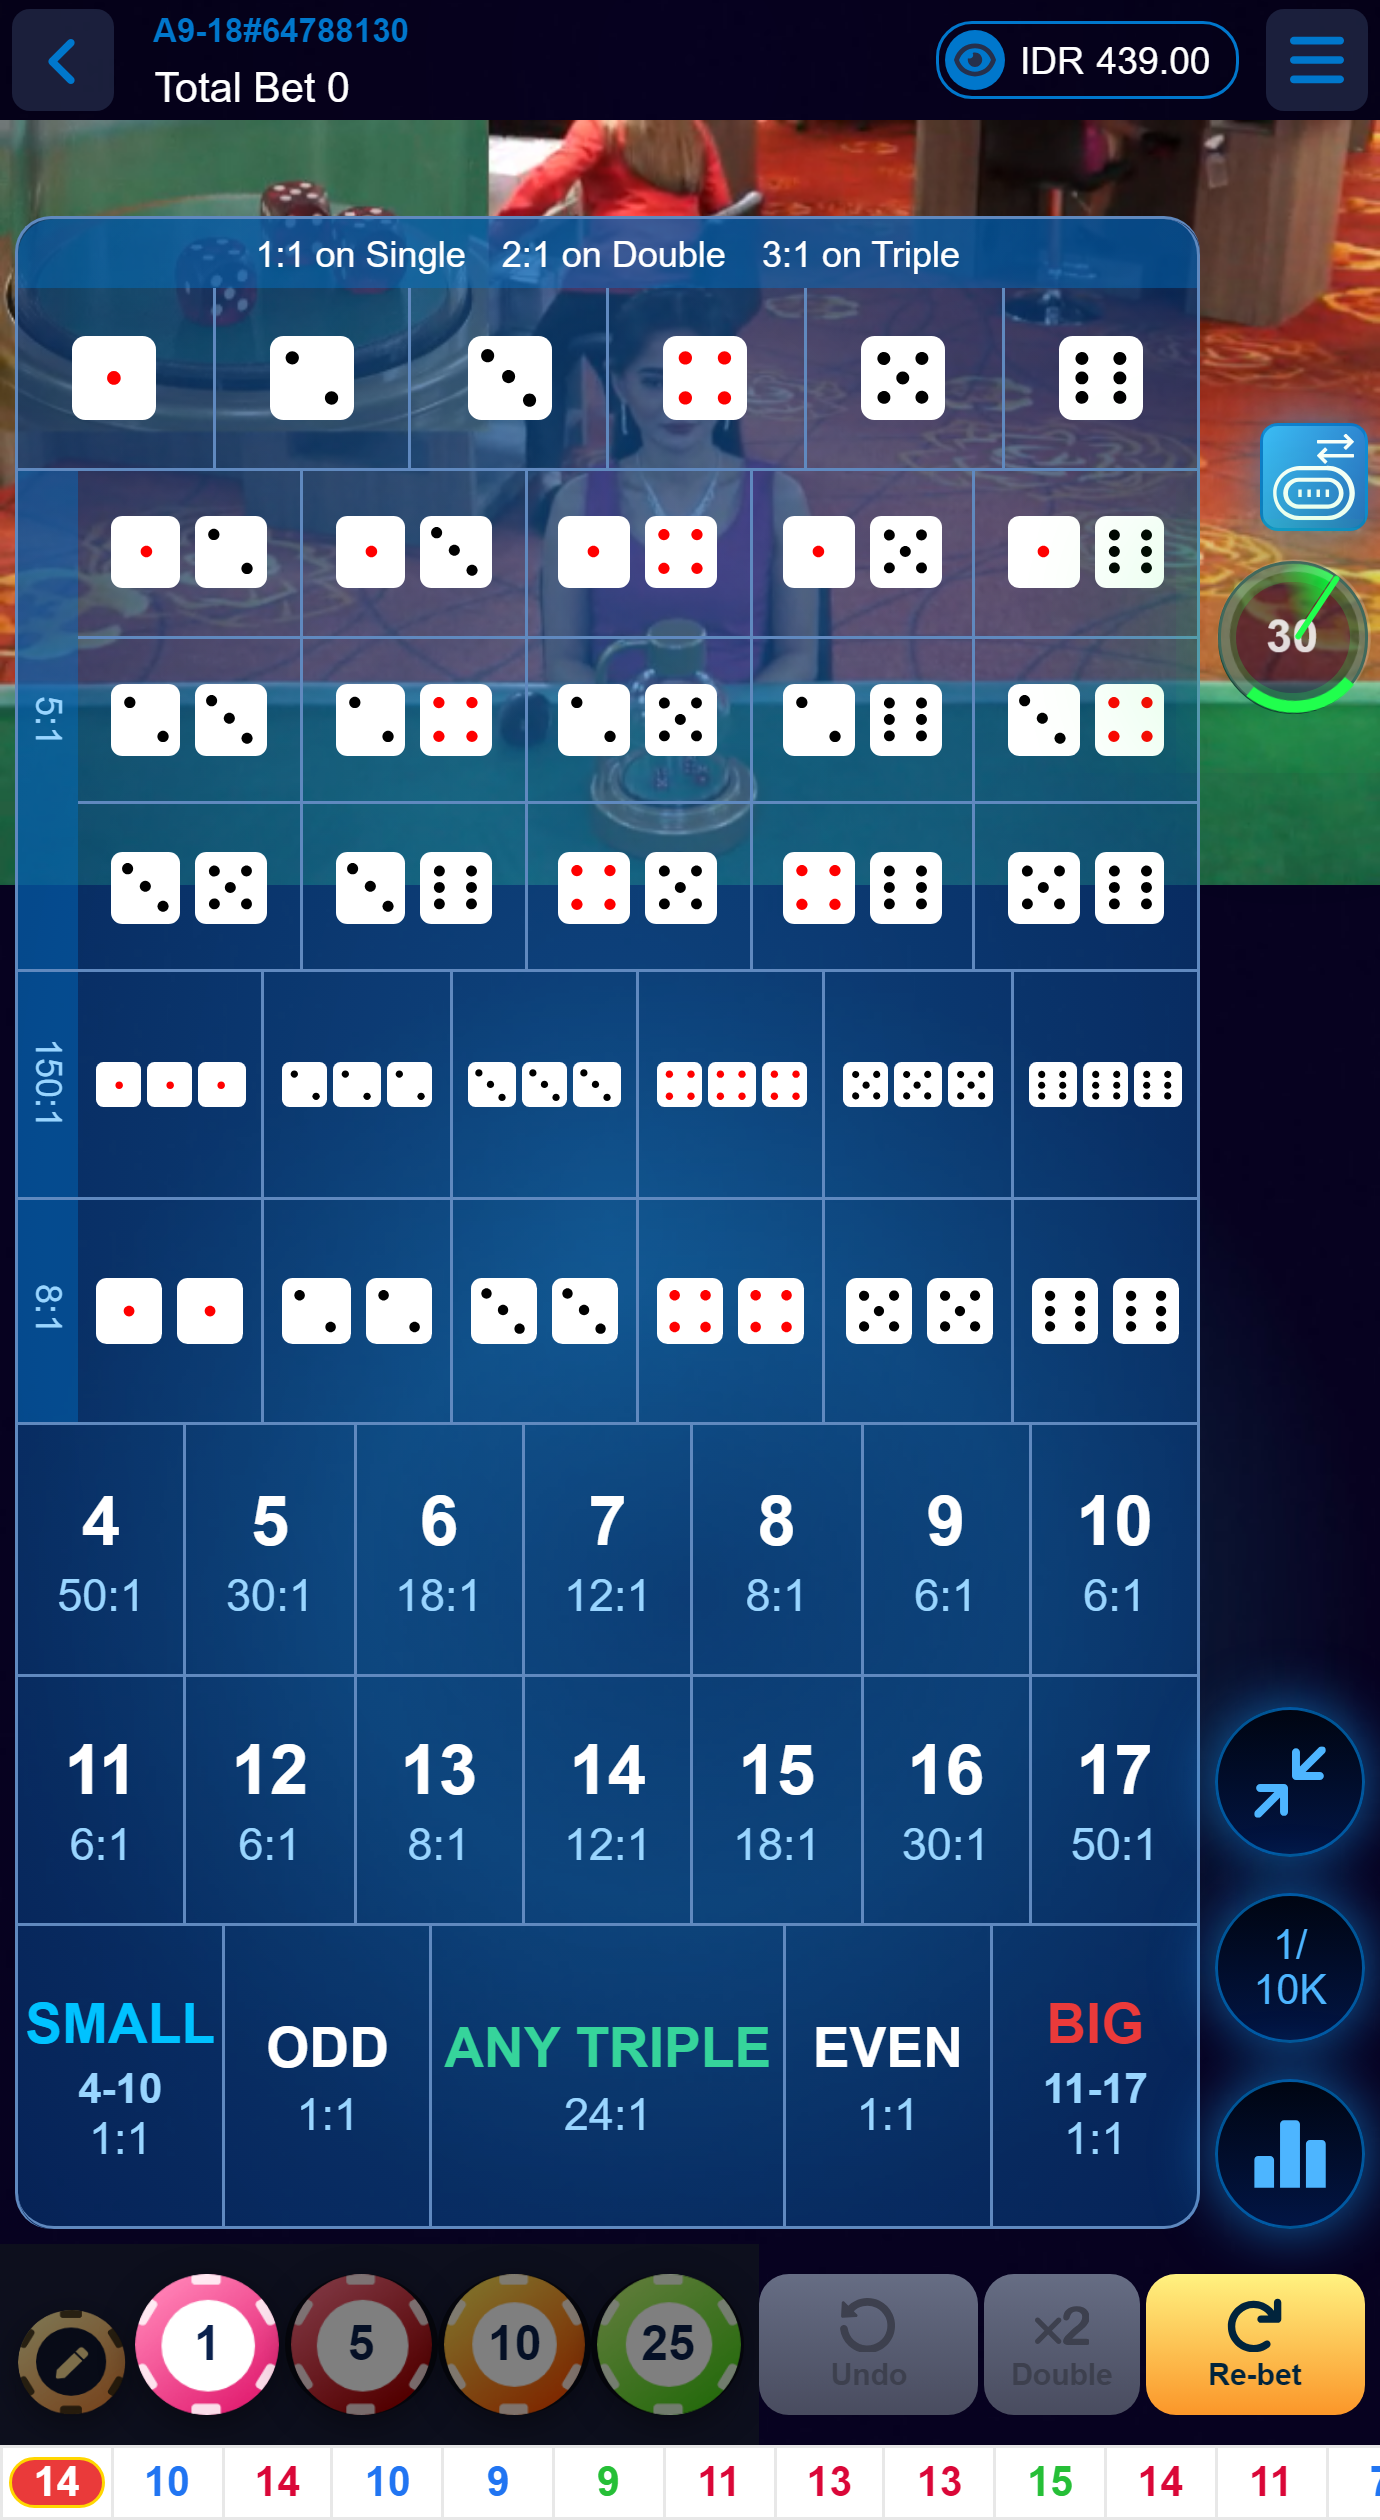 A9-18#64788130
Total Bet 0
IDR 439.00
1:1 on Single 2:1 on Double 3:1 on Triple
30
5:1
150:1
8:1
4 5 6 7 8 9 10
50:1 30:1 18:1 12:1 8:1 6:1 6:1
11 12 13 14 15 16 17
6:1 6:1 8:1 12:1 18:1 30:1 50:1
SMALL
4-10
1:1
ODD
1:1
ANY TRIPLE
24:1
EVEN
1:1
BIG
11-17
1:1
1/
10K
1 5 10 25
Undo
x2
Double
Re-bet
14 10 14 10 9 9 11 13 13 15 14 11